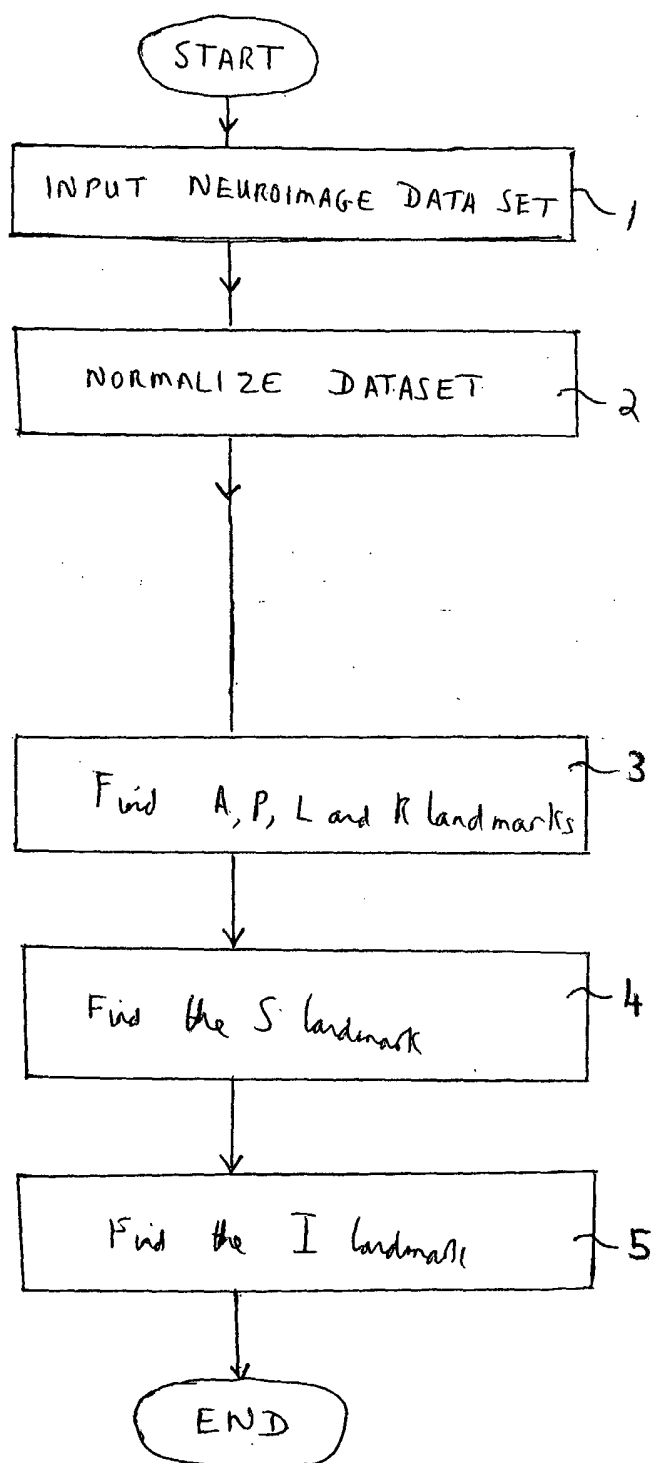 START
INPUT NEUROIMAGE DATA SET
1
NORMALIZE DATASET
2
Find A, P, L and R landmarks
3
Find the S landmark
4
Find the I landmark
5
END